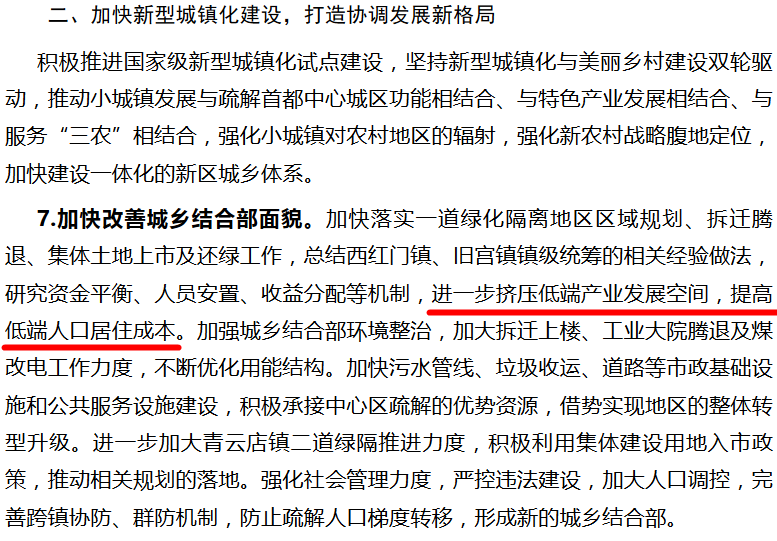 二、加快新型城镇化建设，打造协调发展新格局
积极推进国家级新型城镇化试点建设，坚持新型城镇化与美丽乡村建设双轮驱
动，推动小城镇发展与疏解首都中心城区功能相结合、与特色产业发展相结合、与
服务“三农”相结合，强化小城镇对农村地区的辐射，强化新农村战略腹地定位，
加快建设一体化的新区城乡体系。
7.加快改善城乡结合部面貌。加快落实一道绿化隔离地区区域规划、拆迁腾
退、集体土地上市及还绿工作，总结西红门镇、旧宫镇镇级统筹的相关经验做法，
研究资金平衡、人员安置、收益分配等机制，进一步挤压低端产业发展空间，提高
低端人口居住成本。加强城乡结合部环境整治，加大拆迁上楼、工业大院腾退及煤
改电工作力度，不断优化用能结构。加快污水管线、垃圾收运、道路等市政基础设
施和公共服务设施建设，积极承接中心区疏解的优势资源，借势实现地区的整体转
型升级。进一步加大青云店镇二道绿隔推进力度，积极利用集体建设用地入市政
策，推动相关规划的落地。强化社会管理力度，严控违法建设，加大人口调控，完
善跨镇协防、群防机制，防止疏解人口梯度转移，形成新的城乡结合部。